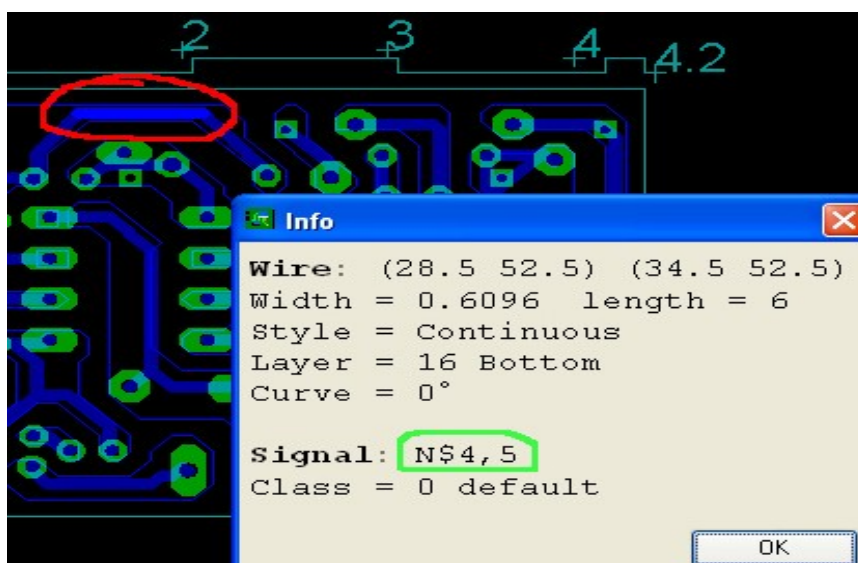 2 3 4 4.2
Info
Wire: (28.5 52.5) (34.5 52.5)
Width = 0.6096 length = 6
Style = Continuous
Layer = 16 Bottom
Curve = 0°
Signal: N$4,5
Class = 0 default
OK